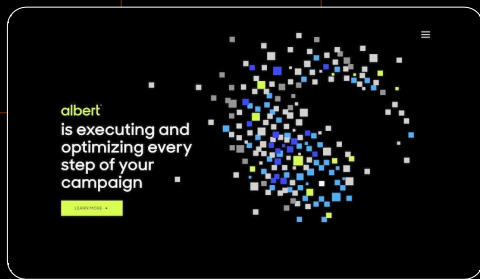 albert
is executing and
optimizing every
step of your
campaign
LEARN MORE